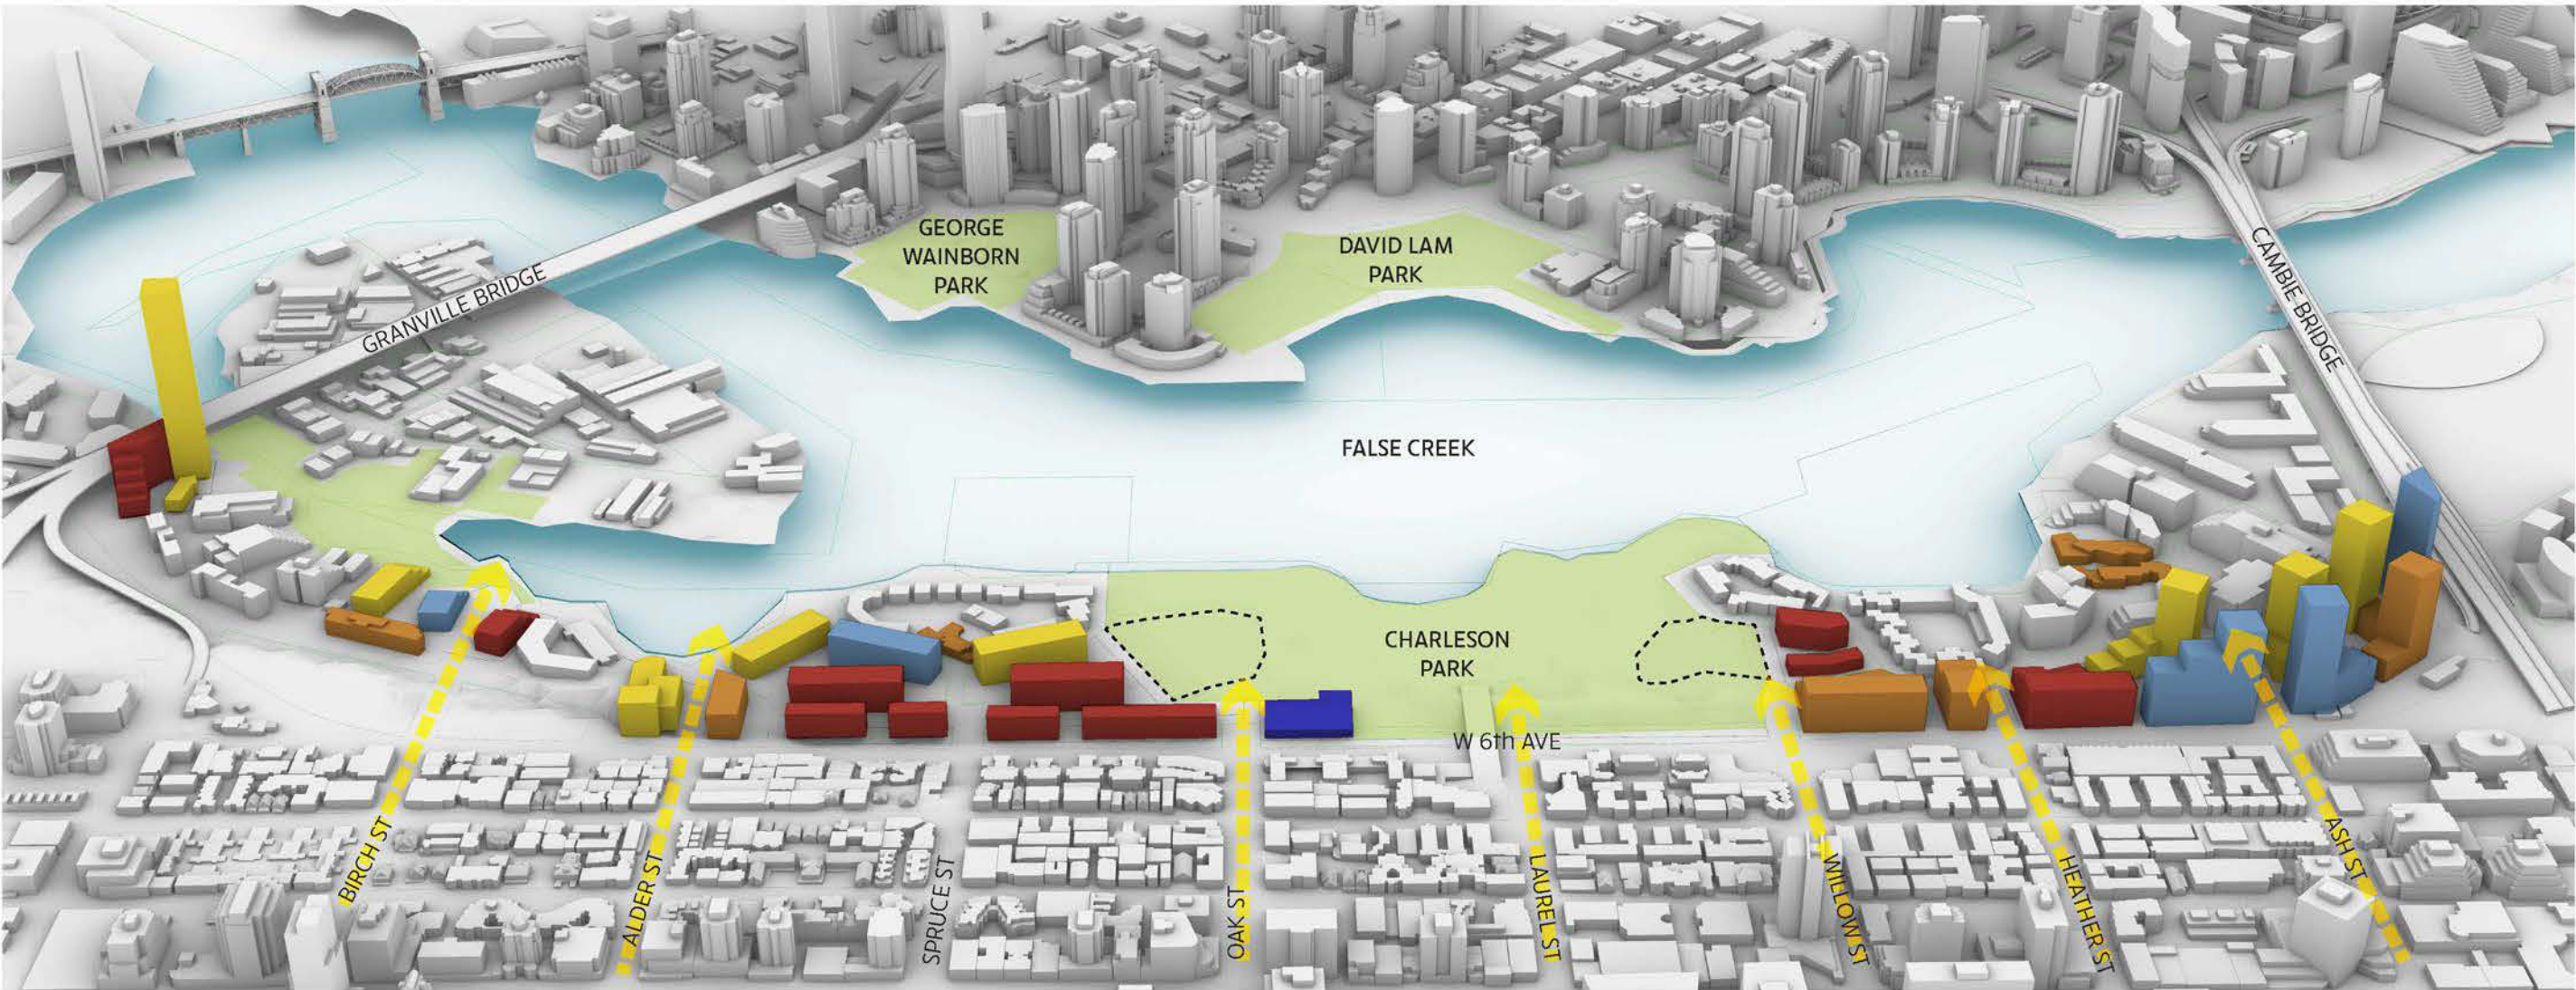 GEORGE
WAINBORN
PARK
DAVID LAM
PARK
GRANVILLE BRIDGE
CAMBIE BRIDGE
FALSE CREEK
CHARLESON
PARK
W 6th AVE
BIRCH ST
ALDER ST
SPRUCE ST
OAK ST
LAUREL ST
WILLOW ST
HEATHER ST
ASH ST